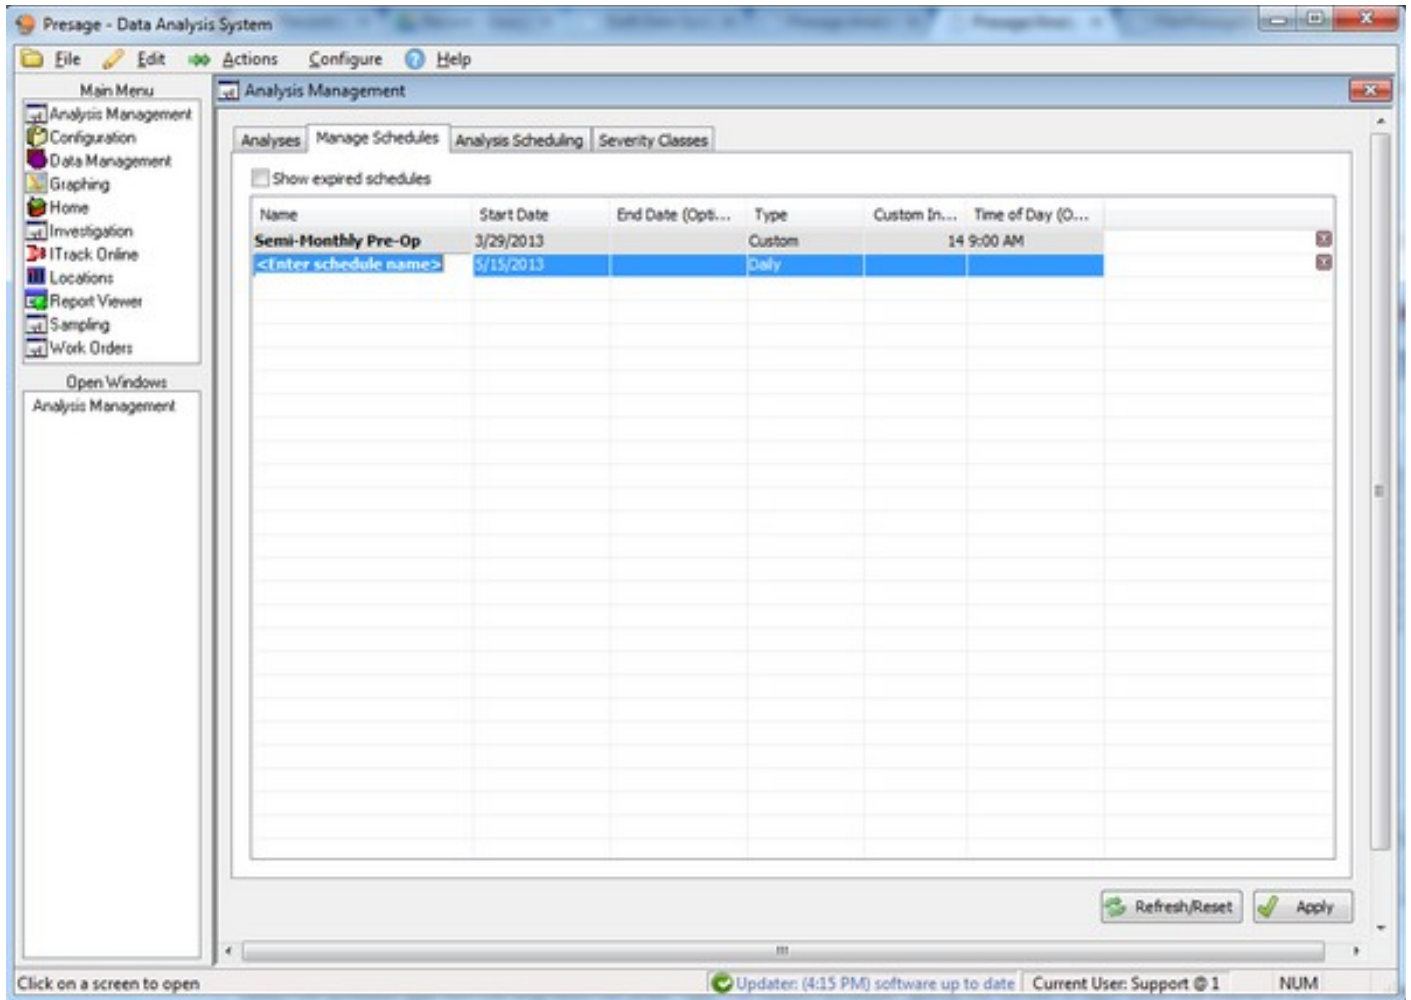 Presage - Data Analysis System
File Edit Actions Configure Help
Main Menu
Analysis Management
Configuration
Data Management
Graphing
Home
Investigation
ITrack Online
Locations
Report Viewer
Sampling
Work Orders
Open Windows
Analysis Management
Analysis Management
Analyses Manage Schedules Analysis Scheduling Severity Classes
Show expired schedules
Name Start Date End Date (Opti... Type Custom In... Time of Day (O...
Semi-Monthly Pre-Op 3/29/2013 Custom 14 9:00 AM
<Enter schedule name> 5/15/2013 Daily
Refresh/Reset Apply
Click on a screen to open Updater: (4:15 PM) software up to date Current User: Support @ 1 NUM